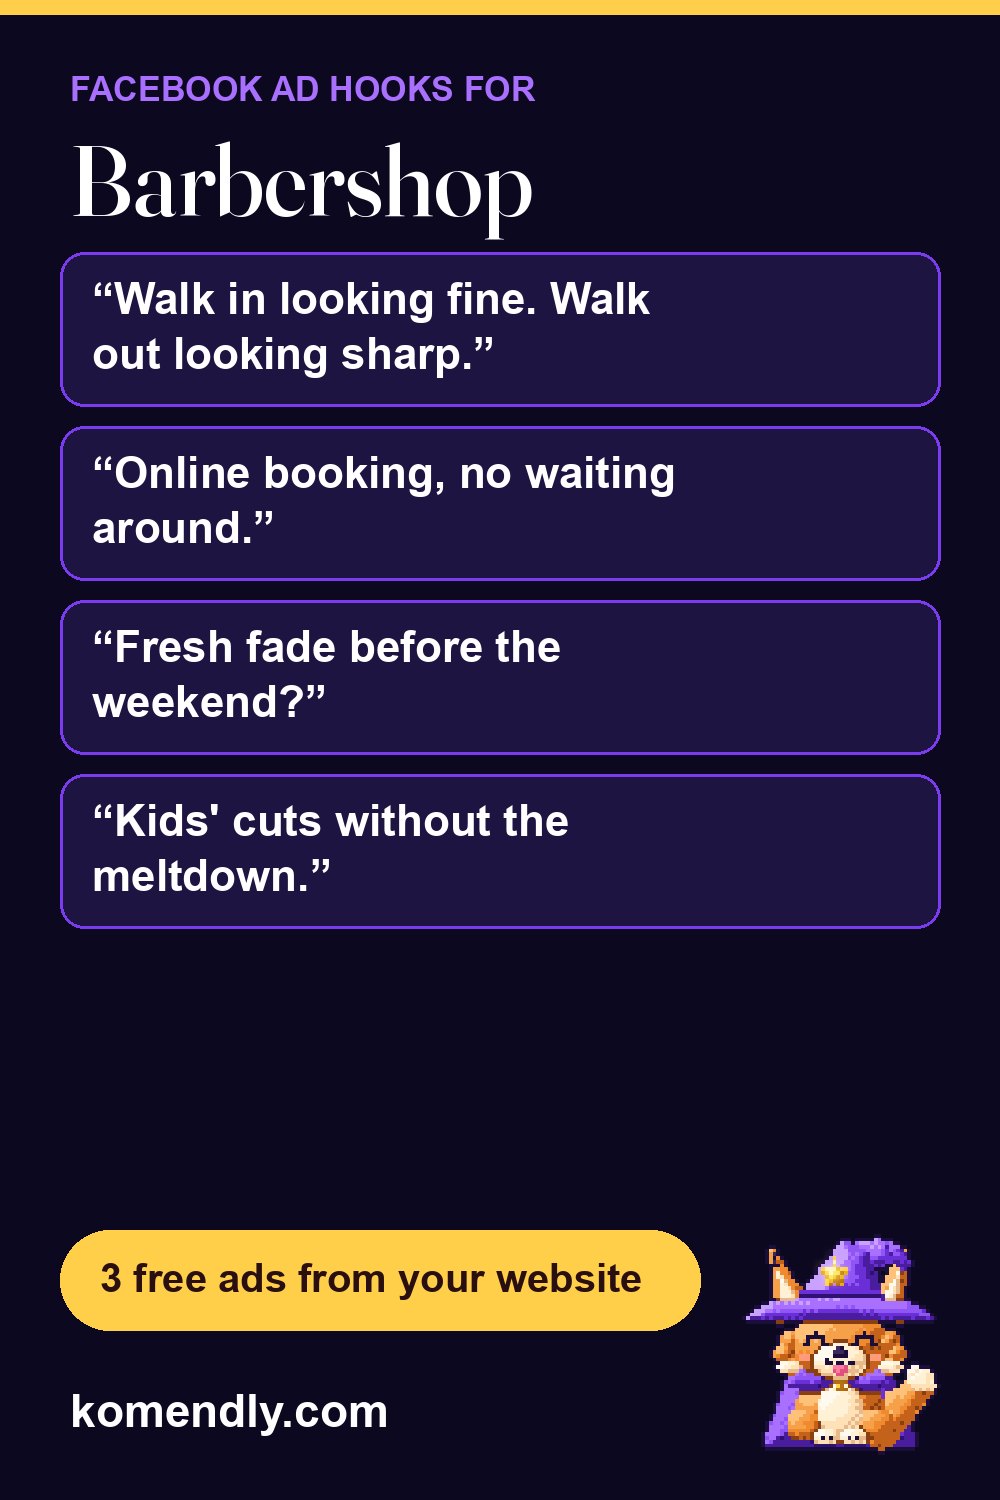 FACEBOOK AD HOOKS FOR
Barbershop
“Walk in looking fine. Walk
out looking sharp.”
“Online booking, no waiting
around.”
“Fresh fade before the
weekend?”
“Kids' cuts without the
meltdown.”
3 free ads from your website
komendly.com